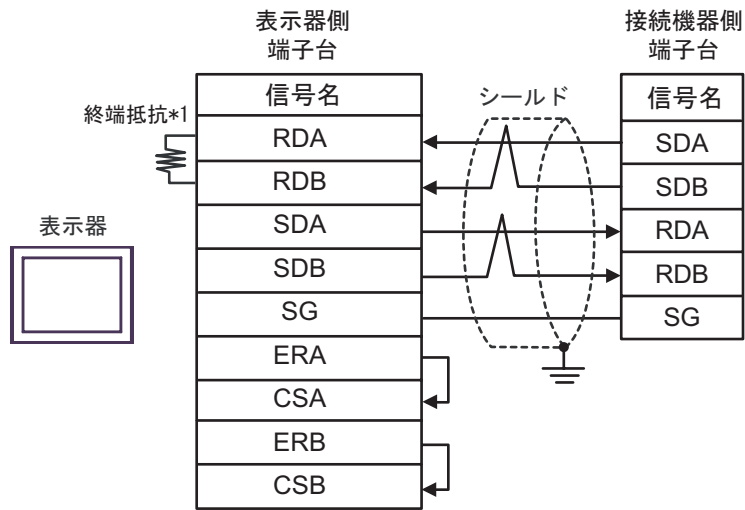 表示器側
端子台
接続機器側
端子台
終端抵抗*1
信号名
シールド
信号名
RDA
SDA
RDB
SDB
表示器
SDA
RDA
SDB
RDB
SG
SG
ERA
CSA
ERB
CSB